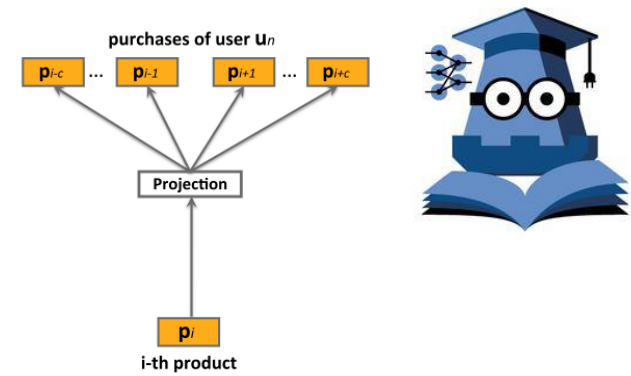 purchases of user un
pi-c ... pi-1 pi+1 ... pi+c
Projection
pi
i-th product